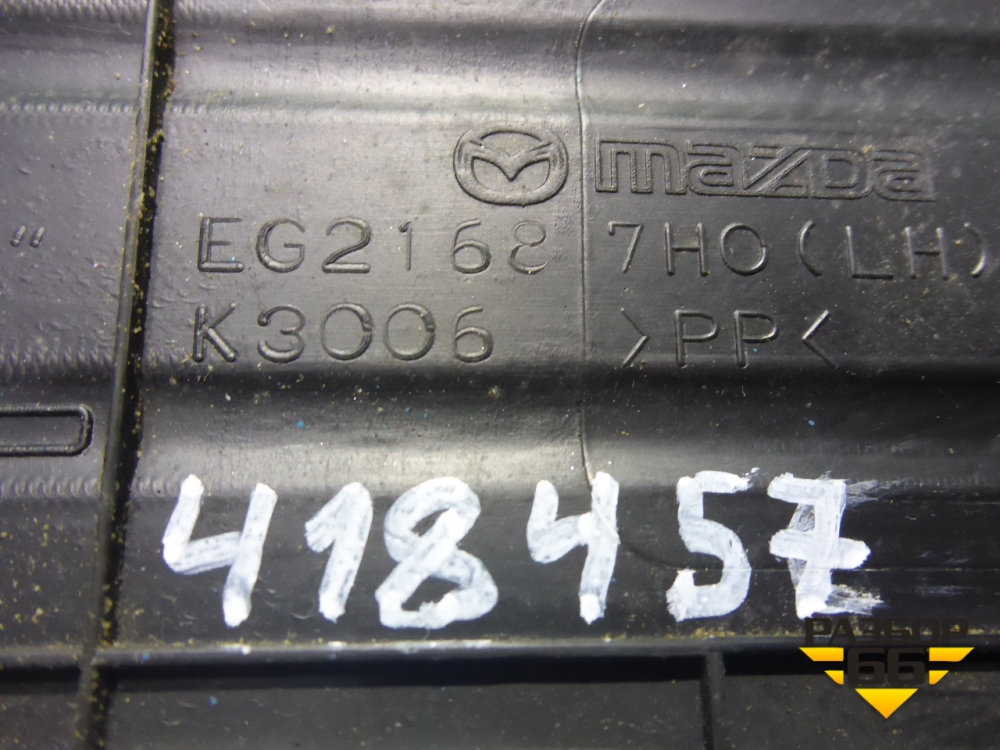 mazda
EG2168 7H0 (LH)
K3006 >PP<
418457
РАЗБОР
66